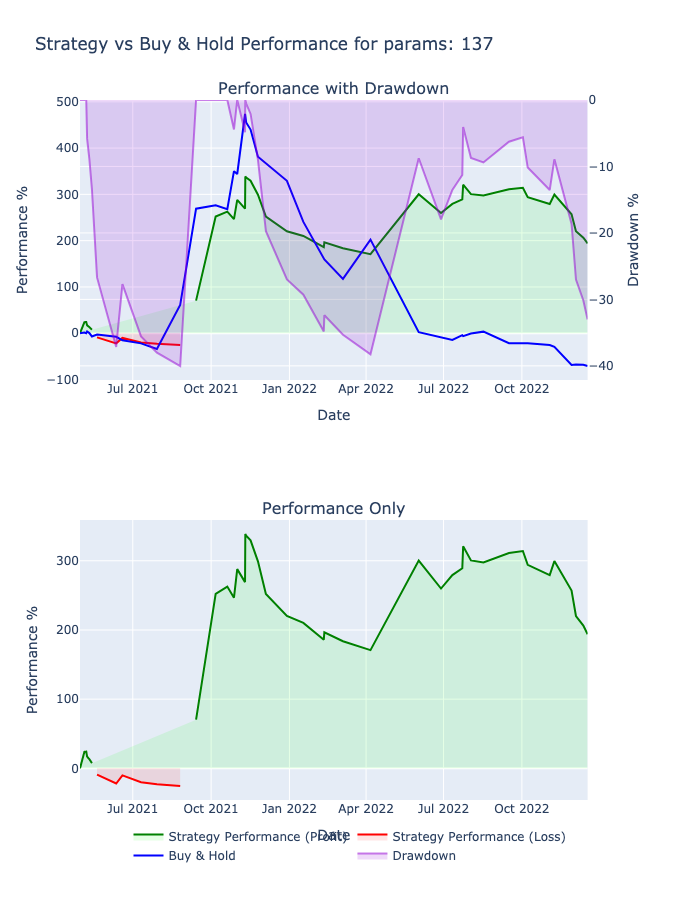 Strategy vs Buy & Hold Performance for params: 137
Performance with Drawdown
500
400
300
200
100
0
−100
0
−10
−20
−30
−40
Performance %
Drawdown %
Jul 2021
Oct 2021
Jan 2022
Apr 2022
Jul 2022
Oct 2022
Date
Performance Only
300
200
100
0
Performance %
Jul 2021
Oct 2021
Jan 2022
Apr 2022
Jul 2022
Oct 2022
Date
Strategy Performance (Profit)
Strategy Performance (Loss)
Buy & Hold
Drawdown